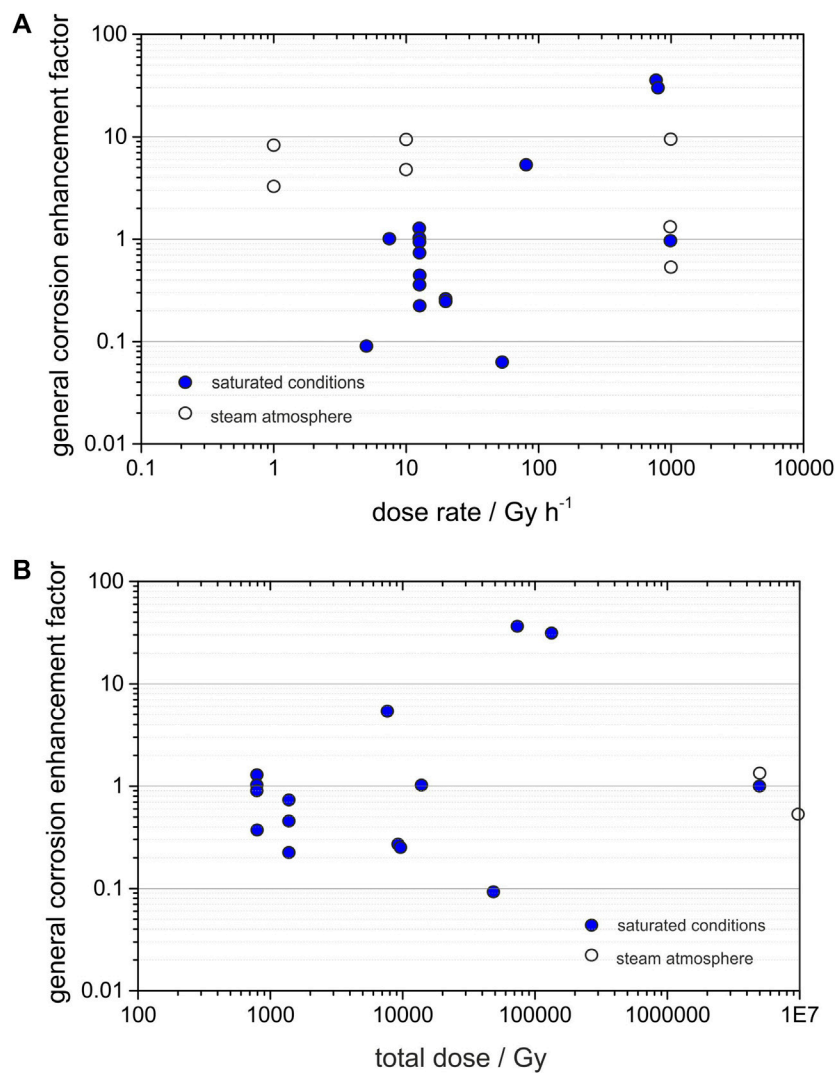 A
general corrosion enhancement factor
100
10
1
0.1
0.01
saturated conditions
steam atmosphere
0.1 1 10 100 1000 10000
dose rate / Gy h⁻¹
B
general corrosion enhancement factor
100
10
1
0.1
0.01
saturated conditions
steam atmosphere
100 1000 10000 100000 1000000 1E7
total dose / Gy